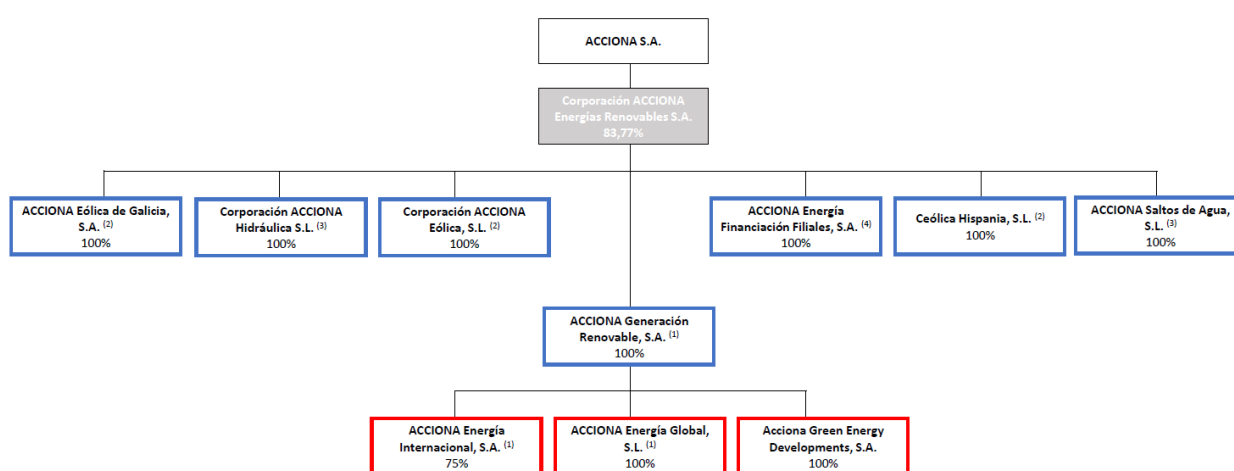 ACCIONA S.A.
Corporación ACCIONA
Energías Renovables S.A.
83,77%
ACCIONA Eólica de Galicia,
S.A. (2)
100%
Corporación ACCIONA
Hidráulica S.L. (3)
100%
Corporación ACCIONA
Eólica, S.L. (2)
100%
ACCIONA Energía
Financiación Filiales, S.A. (4)
100%
Ceólica Hispania, S.L. (2)
100%
ACCIONA Saltos de Agua,
S.L. (3)
100%
ACCIONA Generación
Renovable, S.A. (1)
100%
ACCIONA Energía
Internacional, S.A. (1)
75%
ACCIONA Energía Global,
S.L. (1)
100%
Acciona Green Energy
Developments, S.A.
100%